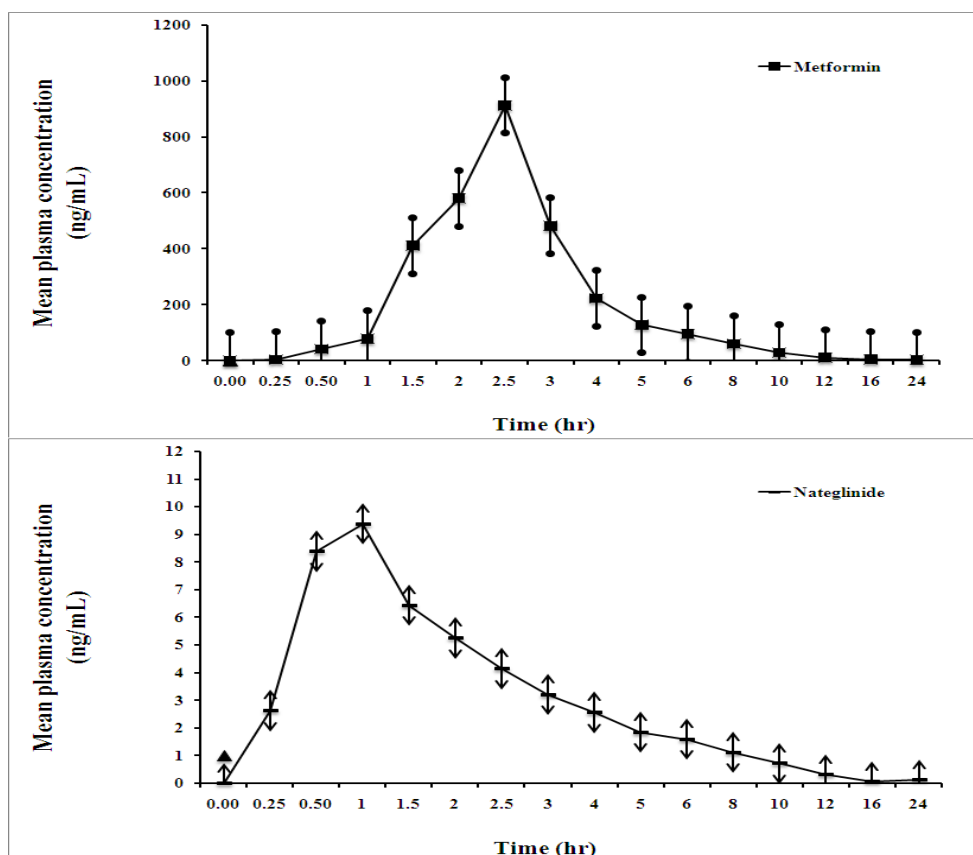 1200
1000
800
600
400
200
0
Mean plasma concentration
(ng/mL)
Metformin
0.00 0.25 0.50 1 1.5 2 2.5 3 4 5 6 8 10 12 16 24
Time (hr)
12
11
10
9
8
7
6
5
4
3
2
1
0
Mean plasma concentration
(ng/mL)
Nateglinide
0.00 0.25 0.50 1 1.5 2 2.5 3 4 5 6 8 10 12 16 24
Time (hr)